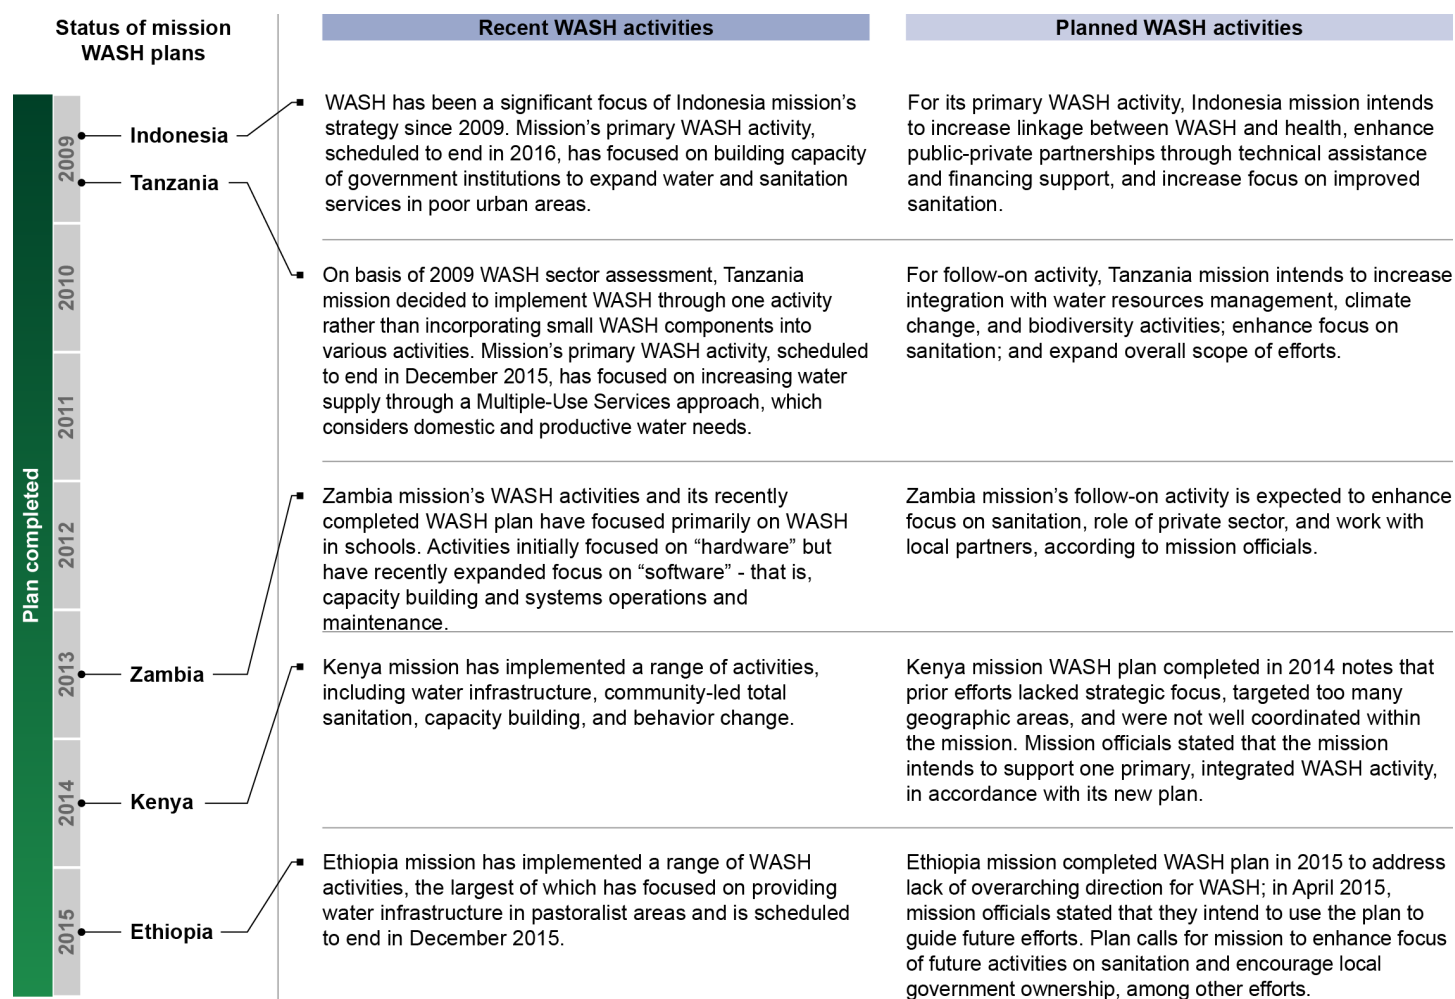 Status of mission
WASH plans
Recent WASH activities
Planned WASH activities
Plan completed
2009
2010
2011
2012
2013
2014
2015
Indonesia
WASH has been a significant focus of Indonesia mission's
strategy since 2009. Mission's primary WASH activity,
scheduled to end in 2016, has focused on building capacity
of government institutions to expand water and sanitation
services in poor urban areas.
For its primary WASH activity, Indonesia mission intends
to increase linkage between WASH and health, enhance
public-private partnerships through technical assistance
and financing support, and increase focus on improved
sanitation.
Tanzania
On basis of 2009 WASH sector assessment, Tanzania
mission decided to implement WASH through one activity
rather than incorporating small WASH components into
various activities. Mission's primary WASH activity, scheduled
to end in December 2015, has focused on increasing water
supply through a Multiple-Use Services approach, which
considers domestic and productive water needs.
For follow-on activity, Tanzania mission intends to increase
integration with water resources management, climate
change, and biodiversity activities; enhance focus on
sanitation; and expand overall scope of efforts.
Zambia
Zambia mission's WASH activities and its recently
completed WASH plan have focused primarily on WASH
in schools. Activities initially focused on "hardware" but
have recently expanded focus on "software" - that is,
capacity building and systems operations and
maintenance.
Zambia mission's follow-on activity is expected to enhance
focus on sanitation, role of private sector, and work with
local partners, according to mission officials.
Kenya
Kenya mission has implemented a range of activities,
including water infrastructure, community-led total
sanitation, capacity building, and behavior change.
Kenya mission WASH plan completed in 2014 notes that
prior efforts lacked strategic focus, targeted too many
geographic areas, and were not well coordinated within
the mission. Mission officials stated that the mission
intends to support one primary, integrated WASH activity,
in accordance with its new plan.
Ethiopia
Ethiopia mission has implemented a range of WASH
activities, the largest of which has focused on providing
water infrastructure in pastoralist areas and is scheduled
to end in December 2015.
Ethiopia mission completed WASH plan in 2015 to address
lack of overarching direction for WASH; in April 2015,
mission officials stated that they intend to use the plan to
guide future efforts. Plan calls for mission to enhance focus
of future activities on sanitation and encourage local
government ownership, among other efforts.